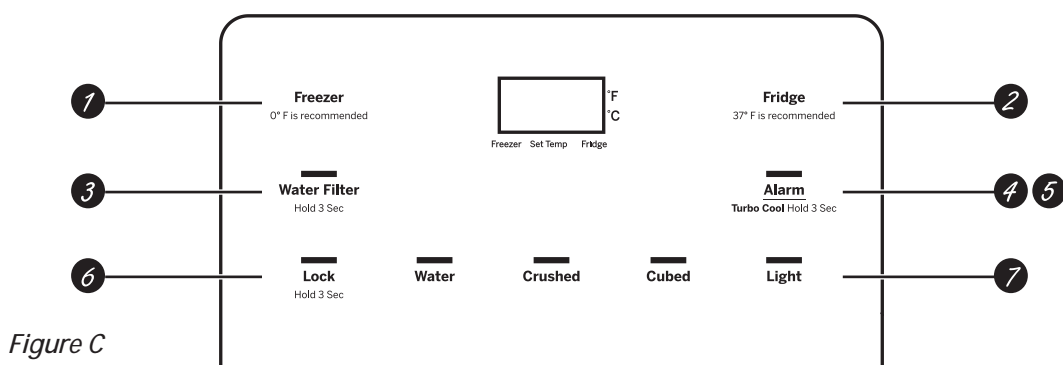 1
Freezer
0° F is recommended
°F
°C
Freezer Set Temp Fridge
Fridge
37° F is recommended
2
3
Water Filter
Hold 3 Sec
Alarm
Turbo Cool Hold 3 Sec
4 5
6
Lock
Hold 3 Sec
Water
Crushed
Cubed
Light
7
Figure C